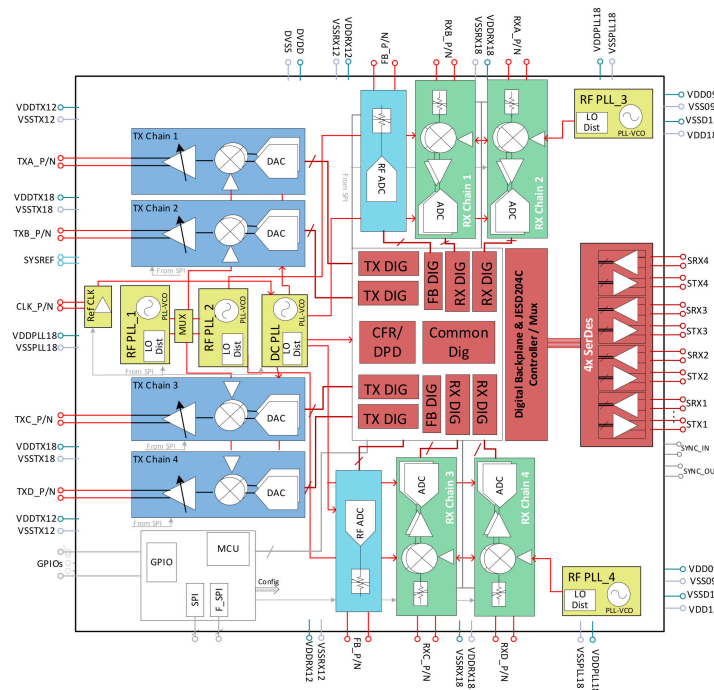 DVSS
DVDD
VSSRX12
VDDRX12
FB_P/N
RXB_P/N
VSSRX18
VDDRX18
RXA_P/N
VDDPLL18
VSSPLL18
VDDTX12
VSSTX12
TXA_P/N
VDDTX18
VSSTX18
TXB_P/N
SYSREF
CLK_P/N
VDDPLL18
VSSPLL18
TXC_P/N
VDDTX18
VSSTX18
TXD_P/N
VDDTX12
VSSTX12
GPIOs
TX Chain 1
DAC
TX Chain 2
DAC
From SPI
Ref CLK
RF PLL_1
PLL-VCO
LO
Dist
MUX
RF PLL_2
PLL-VCO
LO
Dist
DC PLL
PLL-VCO
LO
Dist
From SPI
From SPI
TX Chain 3
DAC
From SPI
TX Chain 4
DAC
From SPI
GPIO
MCU
SPI
F_SPI
Config
RF ADC
From SPI
ADC
RX Chain 1
ADC
RX Chain 2
RF PLL_3
LO
Dist
PLL-VCO
TX DIG
TX DIG
FB DIG
RX DIG
RX DIG
CFR/
DPD
Common
Dig
TX DIG
TX DIG
FB DIG
RX DIG
RX DIG
Digital Backplane & JESD204C
Controller / Mux
4x SerDes
RF ADC
ADC
RX Chain 3
ADC
RX Chain 4
RF PLL_4
LO
Dist
PLL-VCO
VDD09
VSS09
VSSD1
VDD18
SRX4
STX4
SRX3
STX3
SRX2
STX2
SRX1
STX1
SYNC_IN
SYNC_OU
VDD09
VSS09
VSSD1
VDD1
VDDRX12
VSSRX12
FB_P/N
RXC_P/N
VSSRX18
VDDRX18
RXD_P/N
VSSPLL18
VDDPLL18